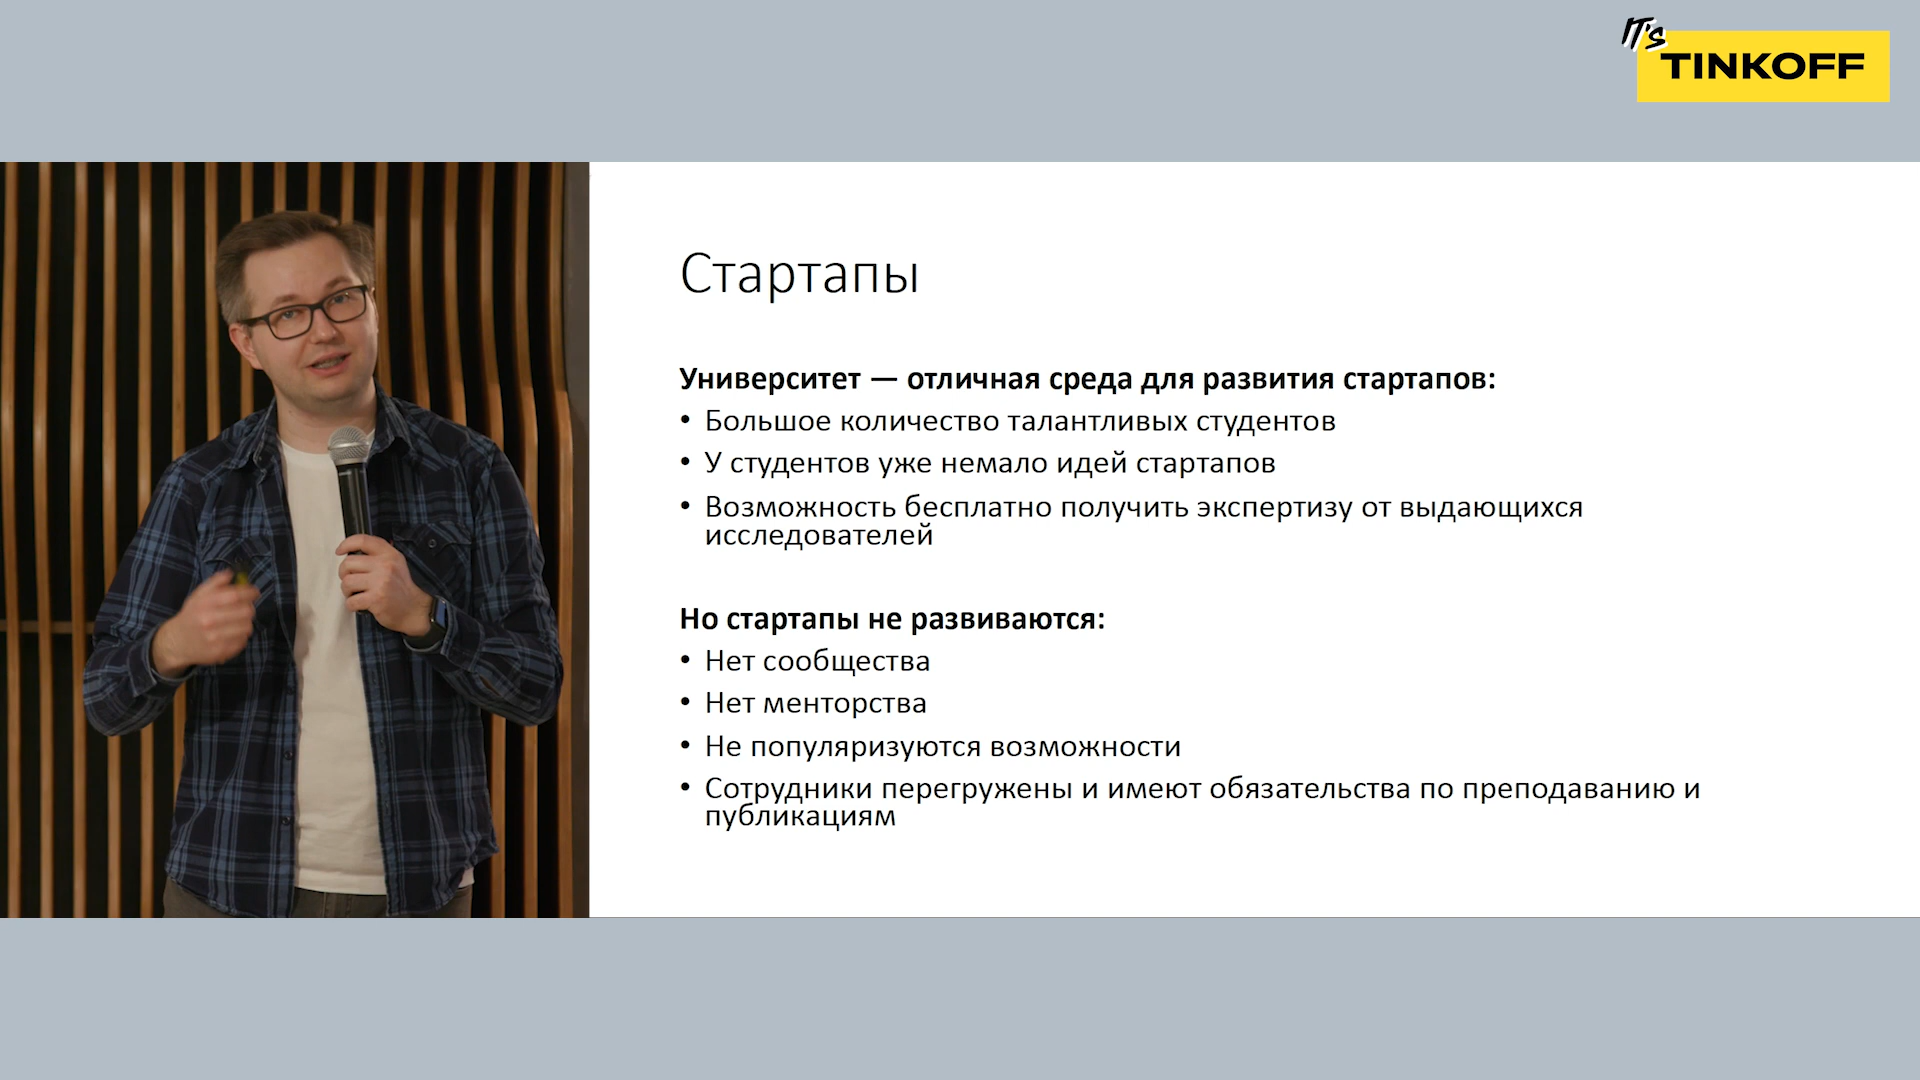 IT's
TINKOFF
Стартапы
Университет — отличная среда для развития стартапов:
• Большое количество талантливых студентов
• У студентов уже немало идей стартапов
• Возможность бесплатно получить экспертизу от выдающихся
исследователей
Но стартапы не развиваются:
• Нет сообщества
• Нет менторства
• Не популяризуются возможности
• Сотрудники перегружены и имеют обязательства по преподаванию и
публикациям